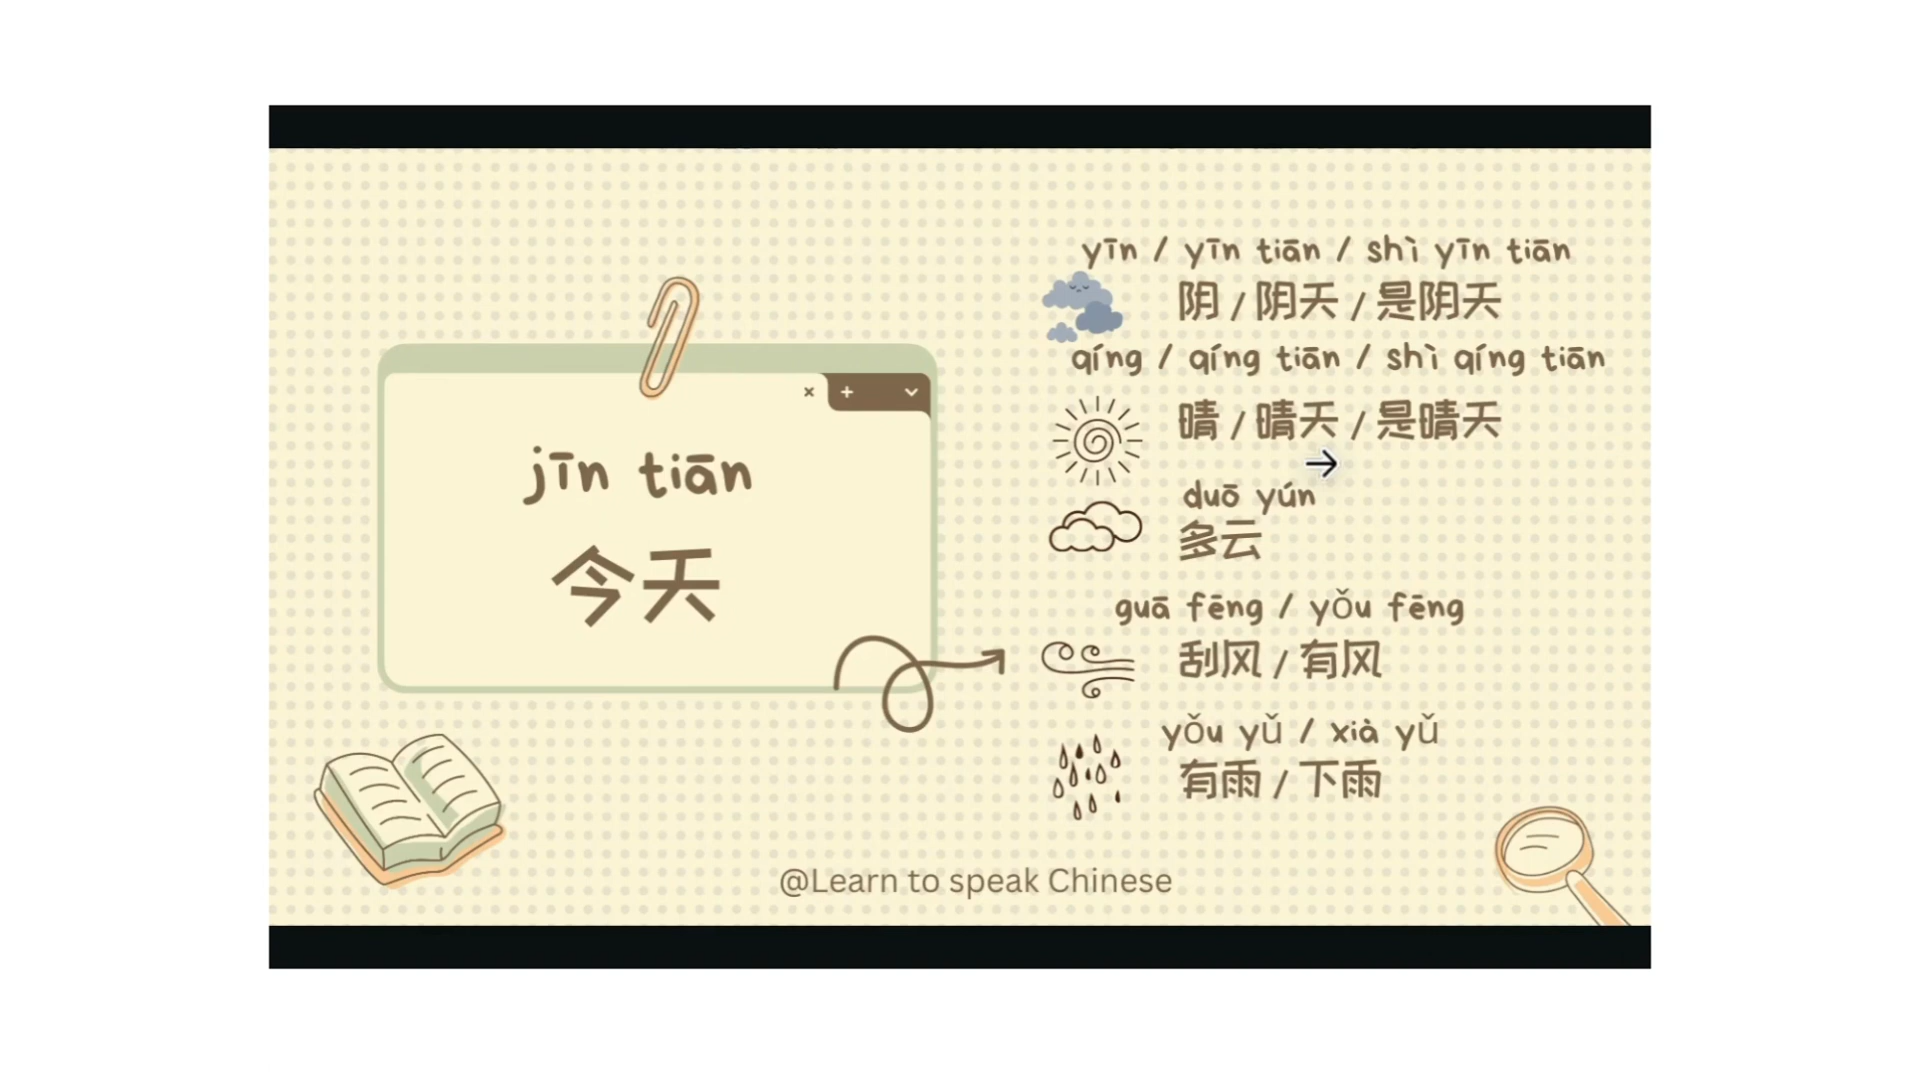 jīn tiān
今天
yīn / yīn tiān / shì yīn tiān
阴 / 阴天 / 是阴天
qíng / qíng tiān / shì qíng tiān
晴 / 晴天 / 是晴天
duō yún
多云
guā fēng / yǒu fēng
刮风 / 有风
yǒu yǔ / xià yǔ
有雨 / 下雨
@Learn to speak Chinese